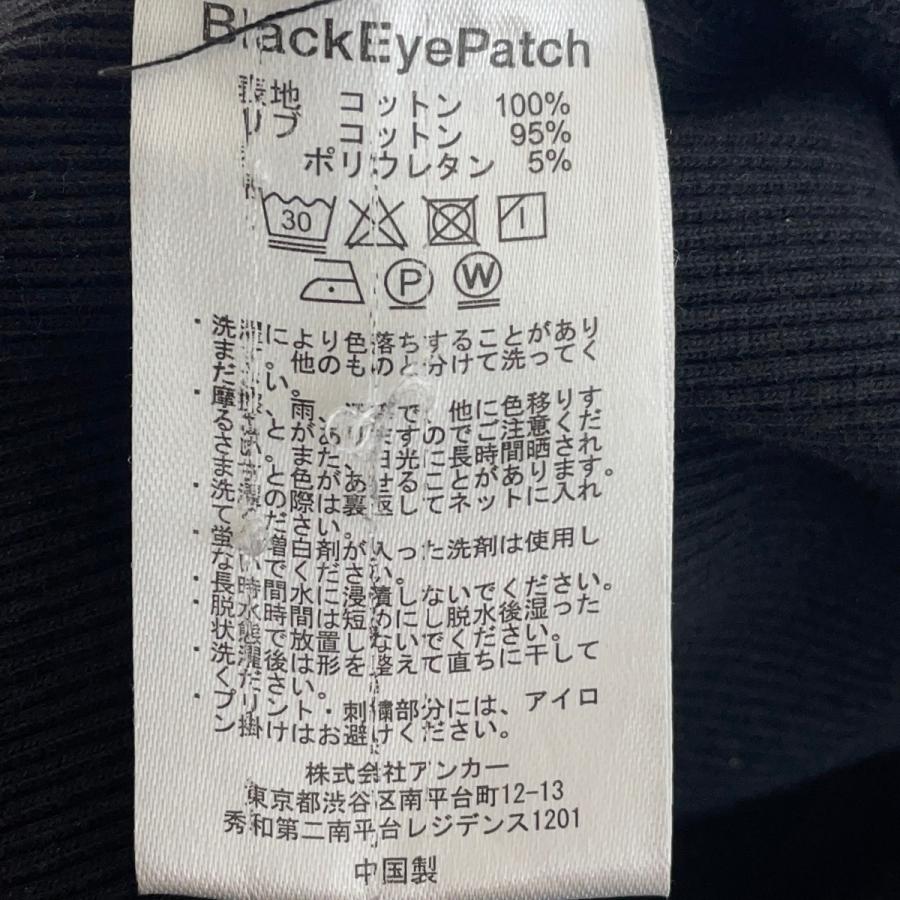 BlackEyePatch
表地 コットン 100%
リブ コットン 95%
ポリウレタン 5%
30
P
W
・洗濯により色落ちすることがあり
ます。他のものと分けて洗ってく
ださい。
・摩擦や雨、汗などで、他に色移りす
ることがありますのでご注意くだ
さい。また、日光に長時間晒され
ますと色があせることがあります。
・洗濯の際は裏返してネットに入れ
てください。
・蛍光増白剤が入った洗剤は使用し
ないでください。
・長時間水に浸漬しないでください。
・脱水時間は短めにし脱水後湿った
状態で放置しないでください。
・洗濯後は形を整えて直ちに干して
ください。
・プリント・刺繍部分には、アイロ
ン掛けはお避けください。
株式会社アンカー
東京都渋谷区南平台町12-13
秀和第二南平台レジデンス1201
中国製